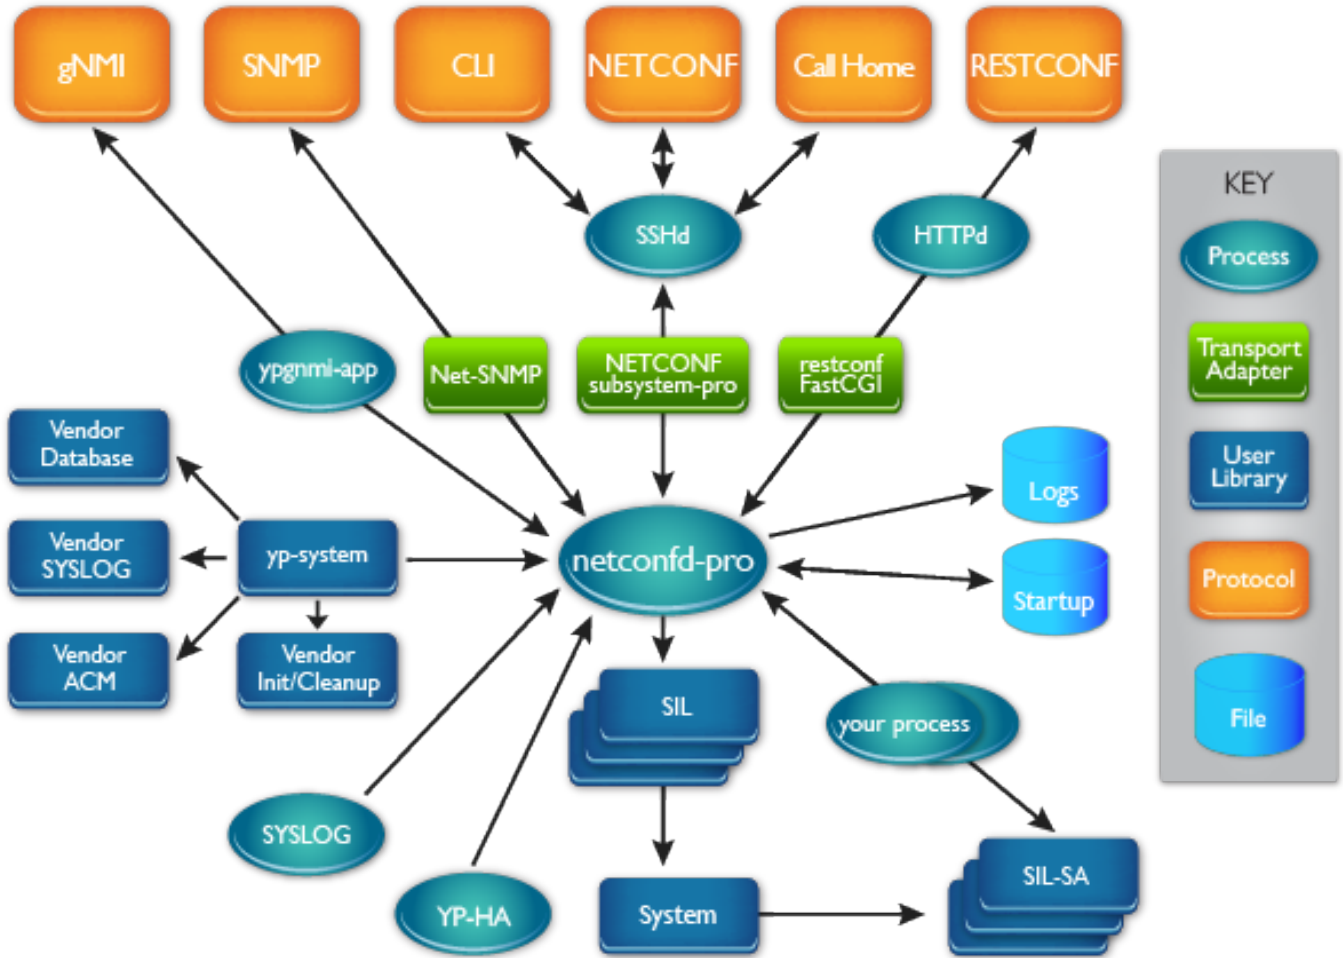 gNMI
SNMP
CLI
NETCONF
Call Home
RESTCONF
KEY
SSHd
HTTPd
Process
ypgnmi-app
Net-SNMP
NETCONF
subsystem-pro
restconf
FastCGI
Transport
Adapter
Vendor
Database
User
Library
Logs
Vendor
SYSLOG
yp-system
netconfd-pro
Startup
Protocol
Vendor
ACM
Vendor
Init/Cleanup
SIL
your process
File
SYSLOG
YP-HA
System
SIL-SA